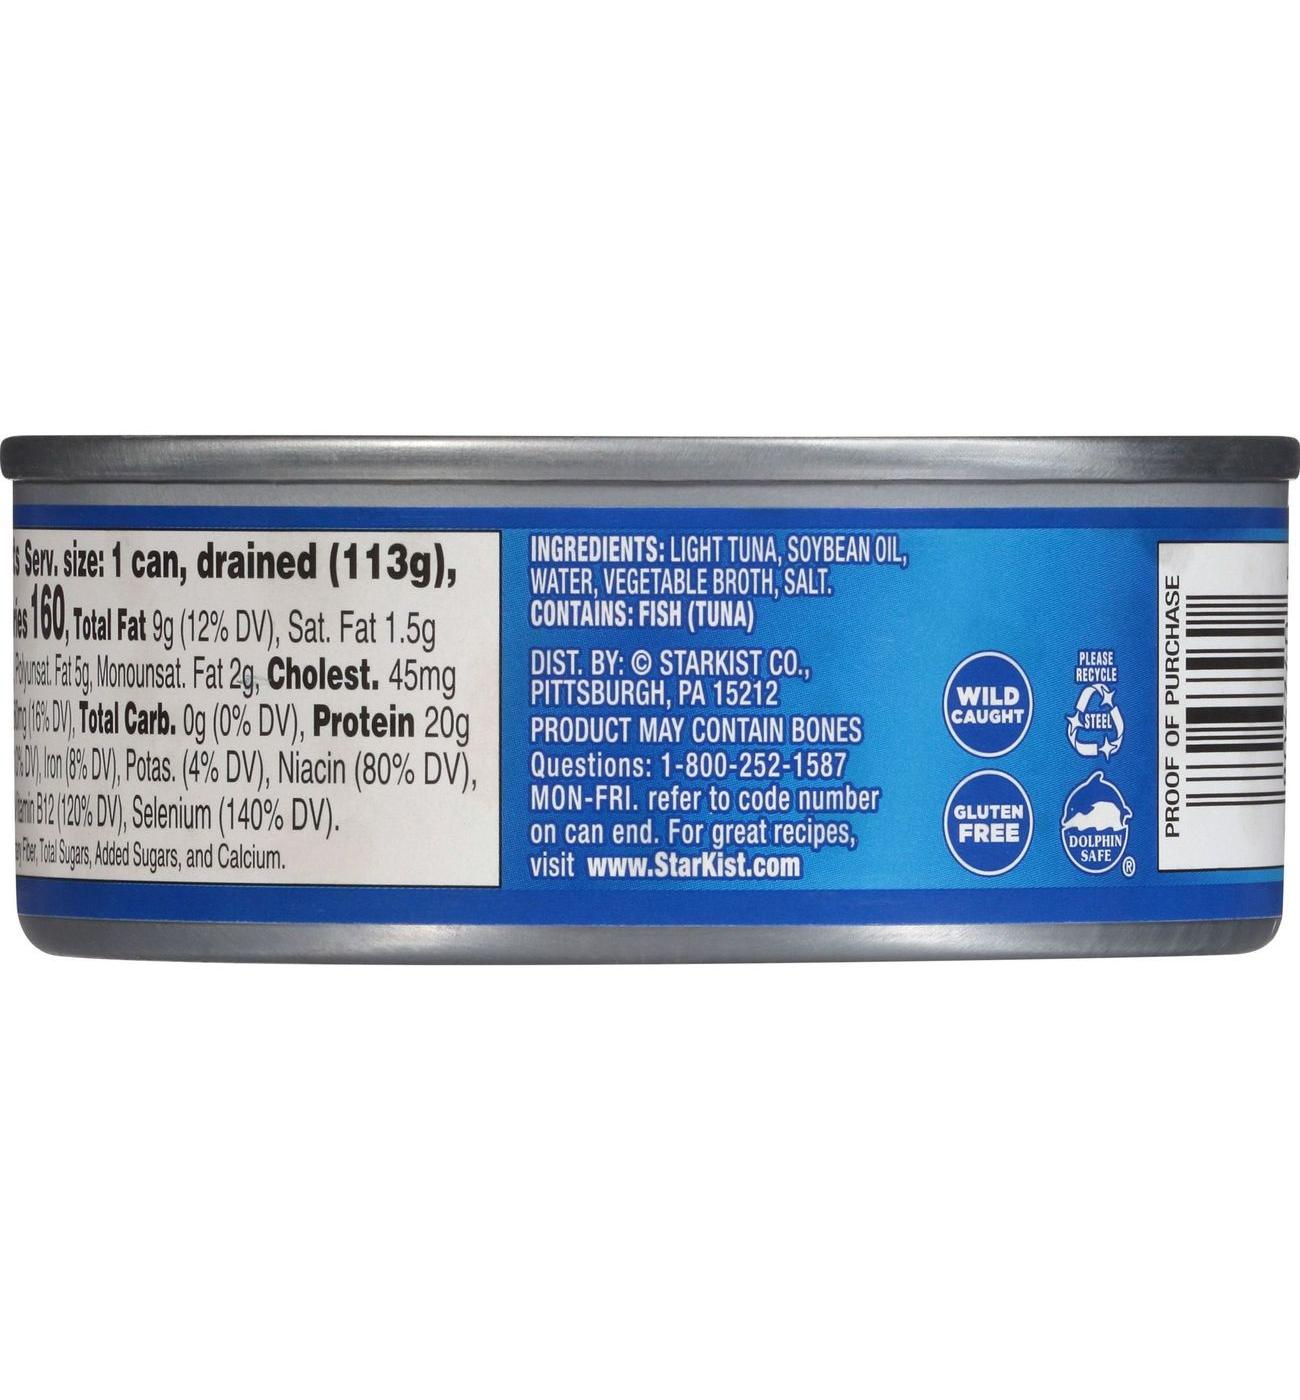 Serv. size: 1 can, drained (113g),
160, Total Fat 9g (12% DV), Sat. Fat 1.5g
Polyunsat. Fat 5g, Monounsat. Fat 2g, Cholest. 45mg
(16% DV), Total Carb. 0g (0% DV), Protein 20g
DV), Iron (8% DV), Potas. (4% DV), Niacin (80% DV),
B12 (120% DV), Selenium (140% DV).
Fiber, Total Sugars, Added Sugars, and Calcium.
INGREDIENTS: LIGHT TUNA, SOYBEAN OIL,
WATER, VEGETABLE BROTH, SALT.
CONTAINS: FISH (TUNA)
DIST. BY: © STARKIST CO.,
PITTSBURGH, PA 15212
PRODUCT MAY CONTAIN BONES
Questions: 1-800-252-1587
MON-FRI. refer to code number
on can end. For great recipes,
visit www.StarKist.com
WILD
CAUGHT
PLEASE
RECYCLE
STEEL
GLUTEN
FREE
DOLPHIN
SAFE
®
PROOF OF PURCHASE